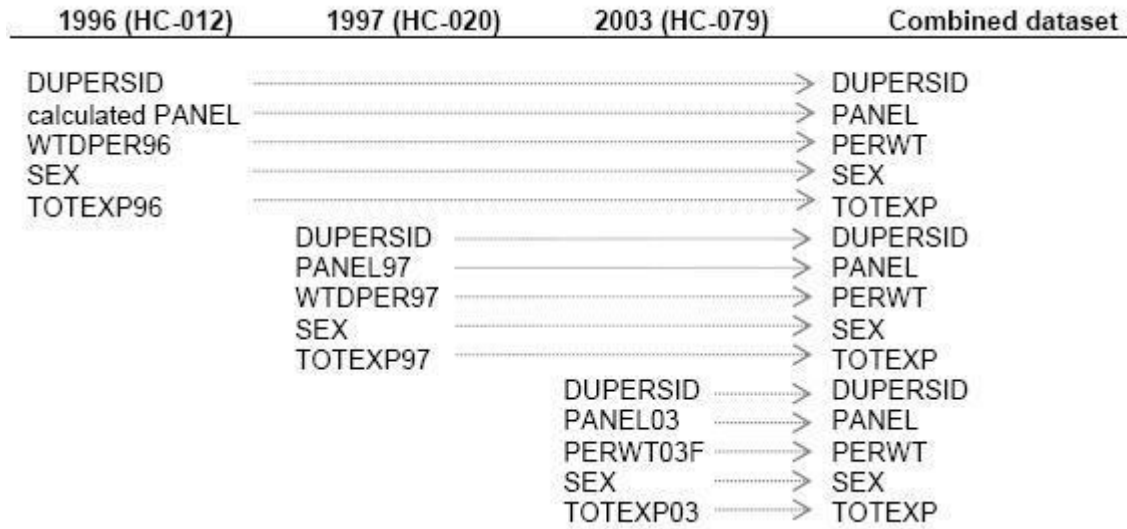 1996 (HC-012) 1997 (HC-020) 2003 (HC-079) Combined dataset
DUPERSID DUPERSID
calculated PANEL PANEL
WTDPER96 PERWT
SEX SEX
TOTEXP96 TOTEXP
DUPERSID DUPERSID
PANEL97 PANEL
WTDPER97 PERWT
SEX SEX
TOTEXP97 TOTEXP
DUPERSID DUPERSID
PANEL03 PANEL
PERWT03F PERWT
SEX SEX
TOTEXP03 TOTEXP